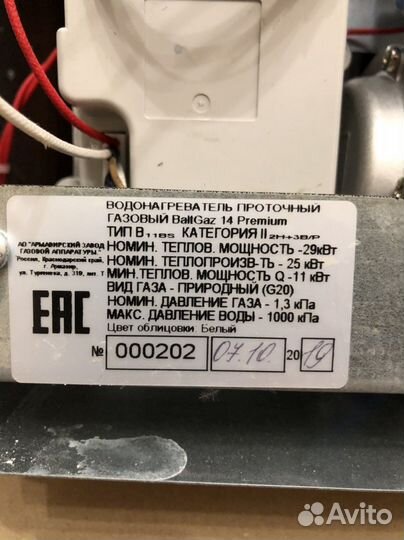 ВОДОНАГРЕВАТЕЛЬ ПРОТОЧНЫЙ
ГАЗОВЫЙ BaltGaz 14 Premium
ТИП B11BS КАТЕГОРИЯ II2H+3B/P
АО "АРМАВИРСКИЙ ЗАВОД
ГАЗОВОЙ АППАРАТУРЫ"
Россия, Краснодарский край,
г. Армавир,
ул. Тургенева, д. 319, лит. Т
НОМИН. ТЕПЛОВ. МОЩНОСТЬ -29кВт
НОМИН. ТЕПЛОПРОИЗВ-ТЬ - 25 кВт
МИН.ТЕПЛОВ. МОЩНОСТЬ Q -11 кВт
ВИД ГАЗА - ПРИРОДНЫЙ (G20)
НОМИН. ДАВЛЕНИЕ ГАЗА - 1,3 кПа
МАКС. ДАВЛЕНИЕ ВОДЫ - 1000 кПа
Цвет облицовки: Белый
EAC
№ 000202 07.10. 2019
Avito